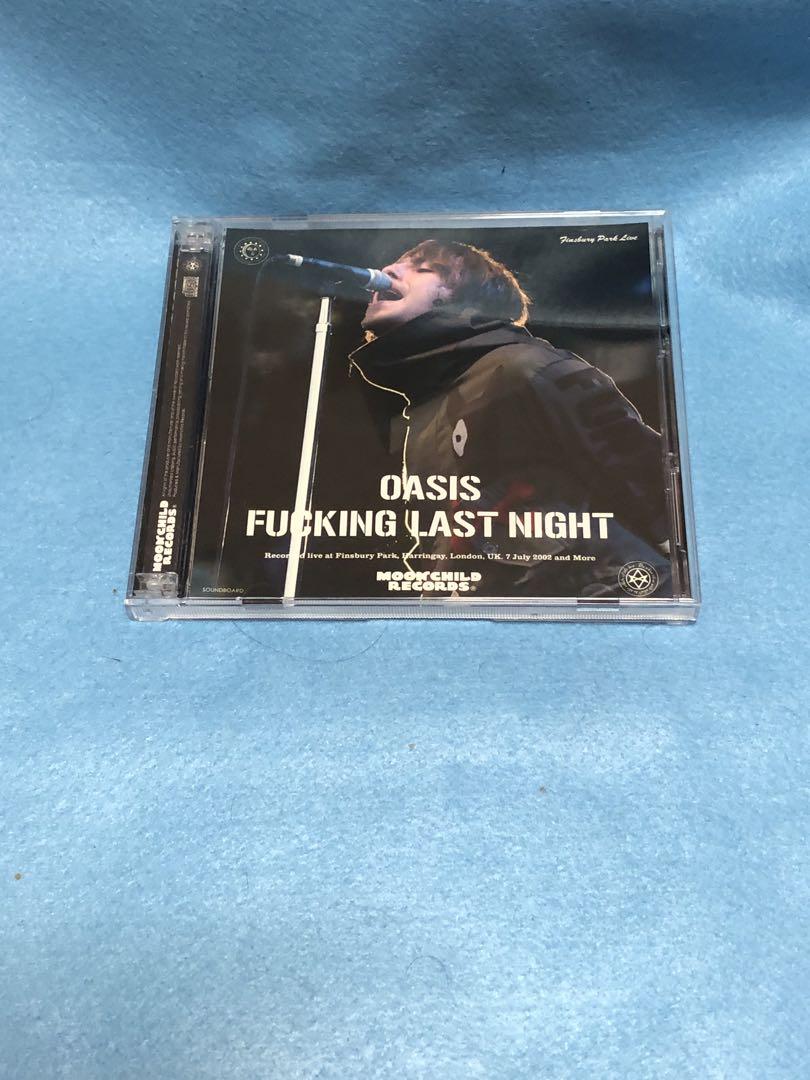 Finsbury Park Live
OASIS
FUCKING LAST NIGHT
Recorded live at Finsbury Park, Harringay, London, UK. 7 July 2002 and More
MOONCHILD
RECORDS®
SOUNDBOARD
MOONCHILD
RECORDS®